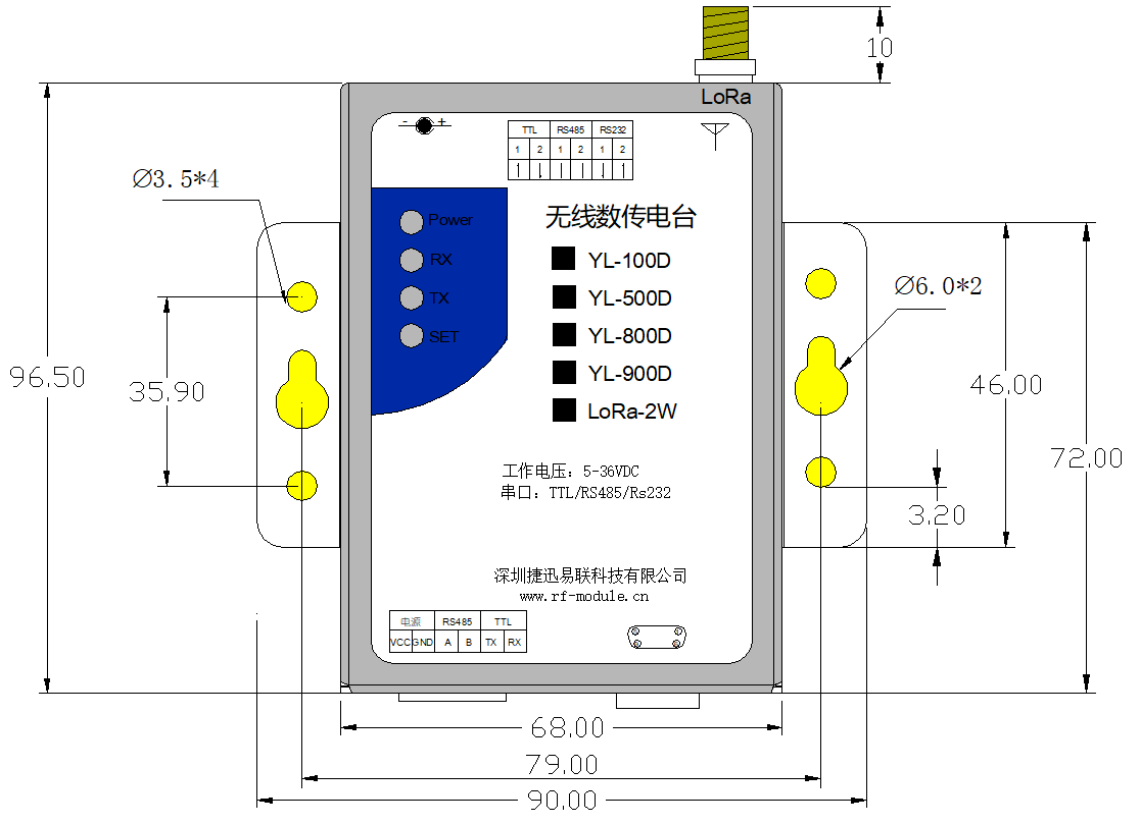 10
LoRa
- +
TTL RS485 RS232
1 2 1 2 1 2
Ø3.5*4
Power
RX
TX
SET
无线数传电台
YL-100D
YL-500D
YL-800D
YL-900D
LoRa-2W
Ø6.0*2
96.50
35.90
46.00
72.00
3.20
工作电压: 5-36VDC
串口: TTL/RS485/Rs232
深圳捷迅易联科技有限公司
www.rf-module.cn
电源 RS485 TTL
VCC GND A B TX RX
68.00
79.00
90.00